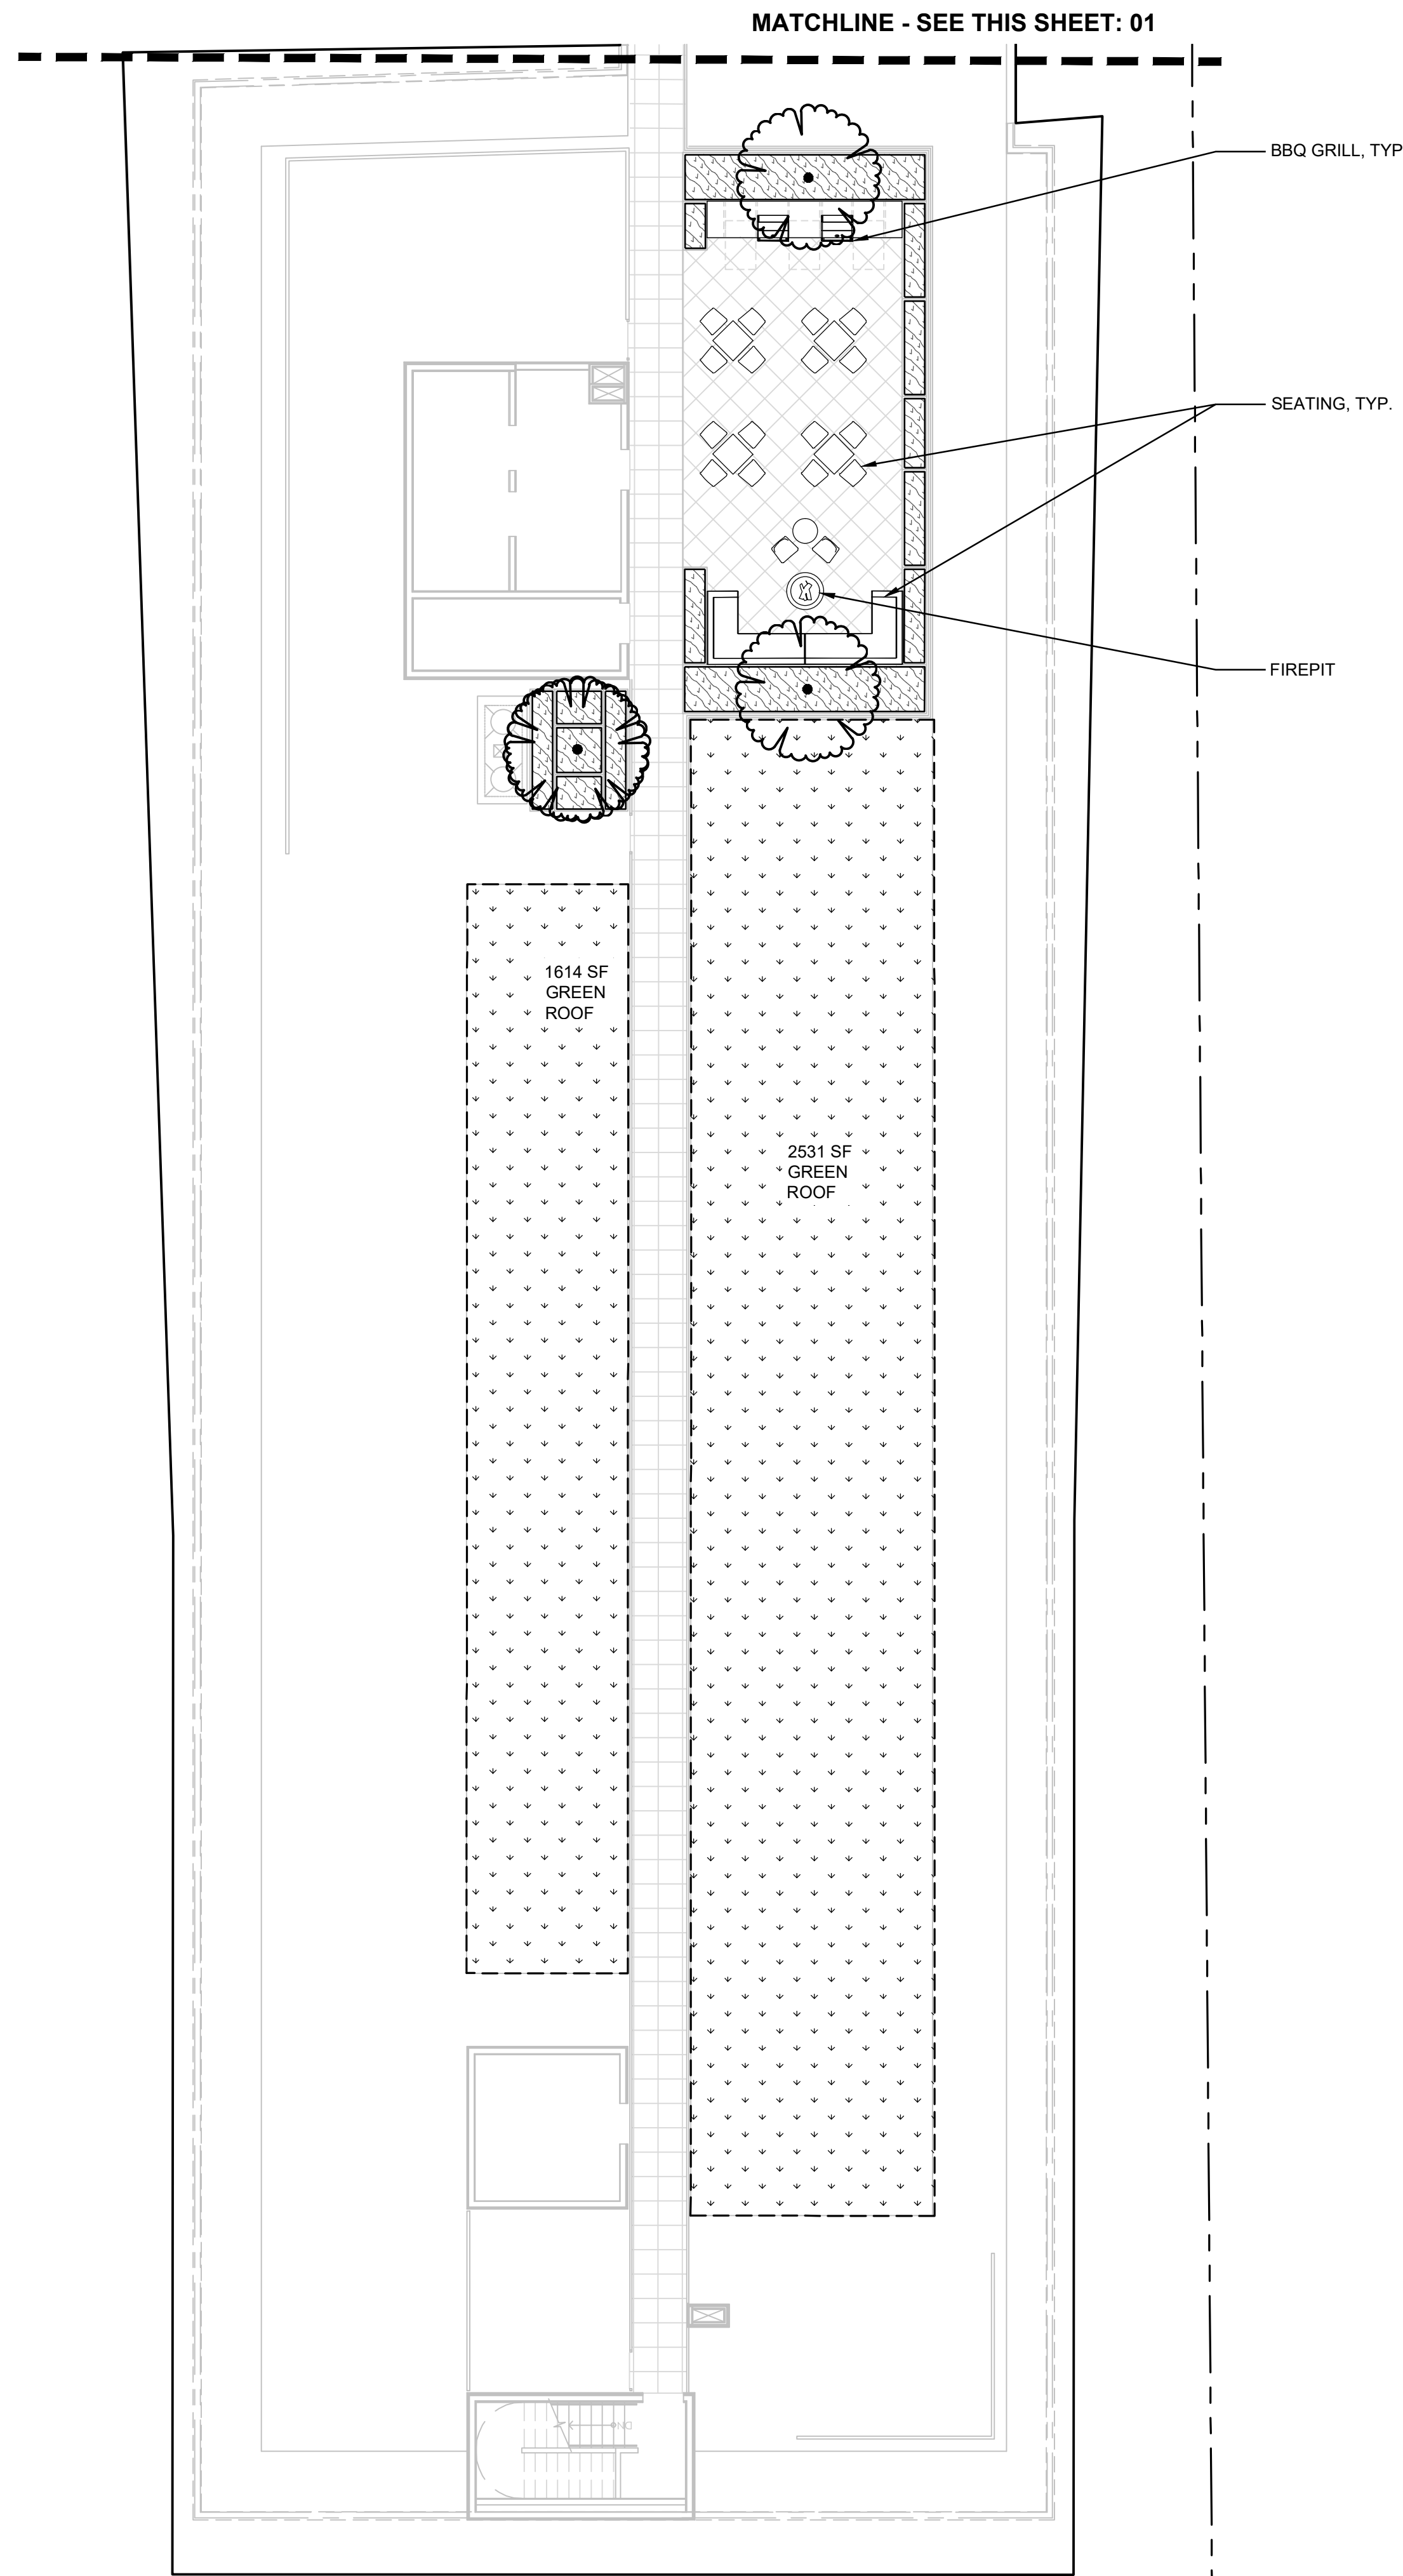 MATCHLINE - SEE THIS SHEET: 01
BBQ GRILL, TYP
SEATING, TYP.
FIREPIT
1614 SF
GREEN
ROOF
2531 SF
GREEN
ROOF
DN